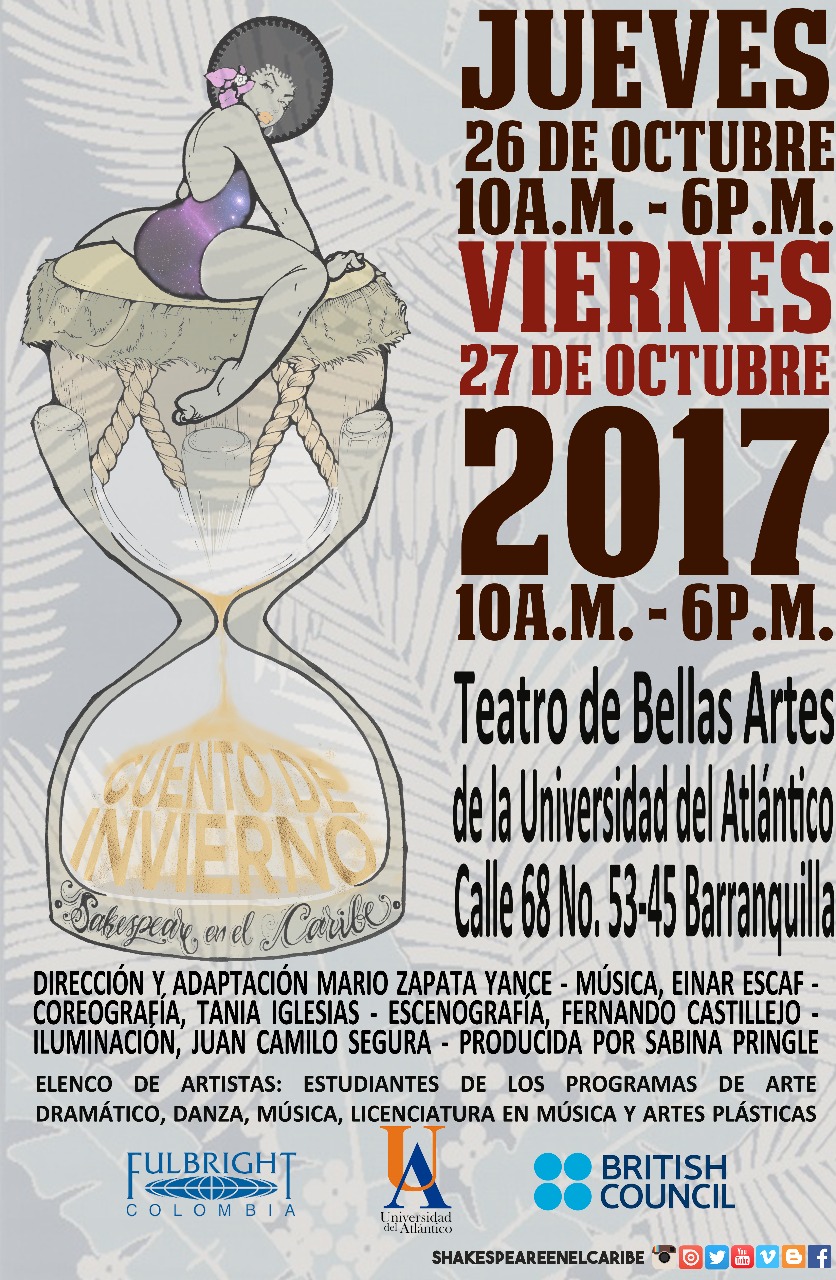 JUEVES
26 DE OCTUBRE
10A.M. - 6P.M.
VIERNES
27 DE OCTUBRE
2017
10A.M. - 6P.M.
Teatro de Bellas Artes
de la Universidad del Atlántico
Calle 68 No. 53-45 Barranquilla
CUENTO DE
INVIERNO
Sakespeare en el Caribe
DIRECCIÓN Y ADAPTACIÓN MARIO ZAPATA YANCE - MÚSICA, EINAR ESCAF -
COREOGRAFÍA, TANIA IGLESIAS - ESCENOGRAFÍA, FERNANDO CASTILLEJO -
ILUMINACIÓN, JUAN CAMILO SEGURA - PRODUCIDA POR SABINA PRINGLE
ELENCO DE ARTISTAS: ESTUDIANTES DE LOS PROGRAMAS DE ARTE
DRAMÁTICO, DANZA, MÚSICA, LICENCIATURA EN MÚSICA Y ARTES PLÁSTICAS
FULBRIGHT
COLOMBIA
UA
Universidad
del Atlántico
BRITISH
COUNCIL
SHAKESPEAREENELCARIBE
You
Tube